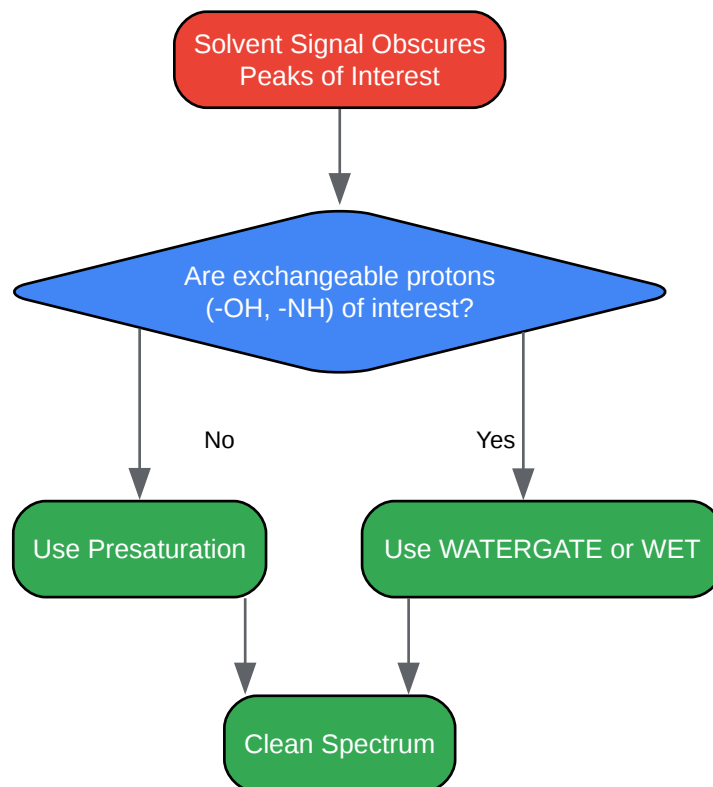 Solvent Signal Obscures
Peaks of Interest
Are exchangeable protons
(-OH, -NH) of interest?
No
Yes
Use Presaturation
Use WATERGATE or WET
Clean Spectrum